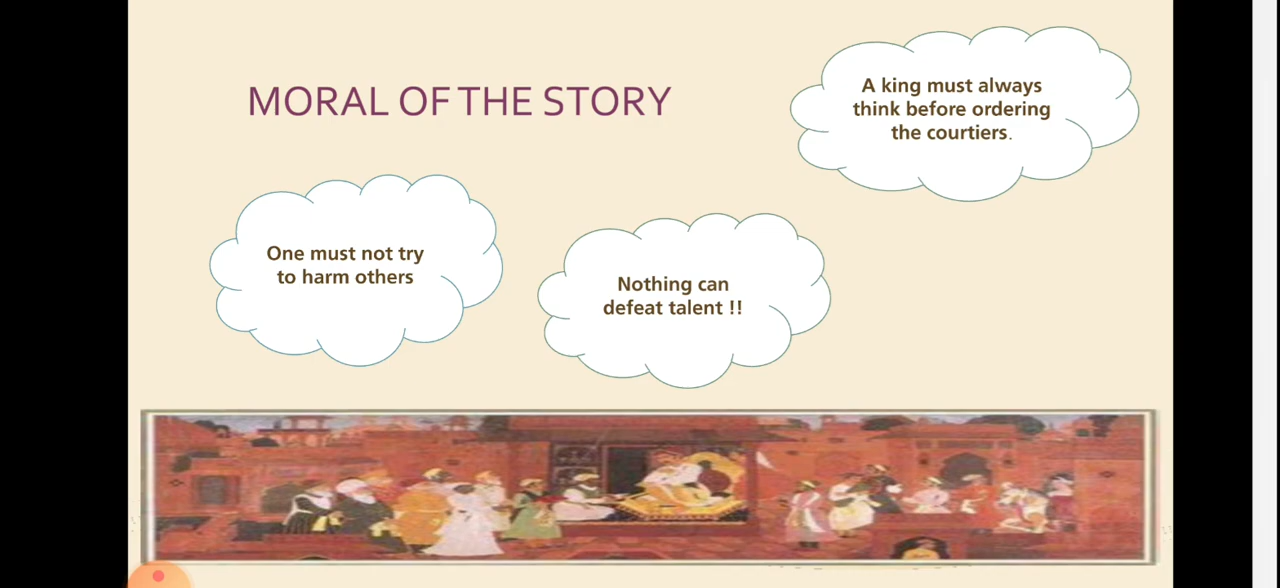 MORAL OF THE STORY
A king must always
think before ordering
the courtiers.
One must not try
to harm others
Nothing can
defeat talent !!